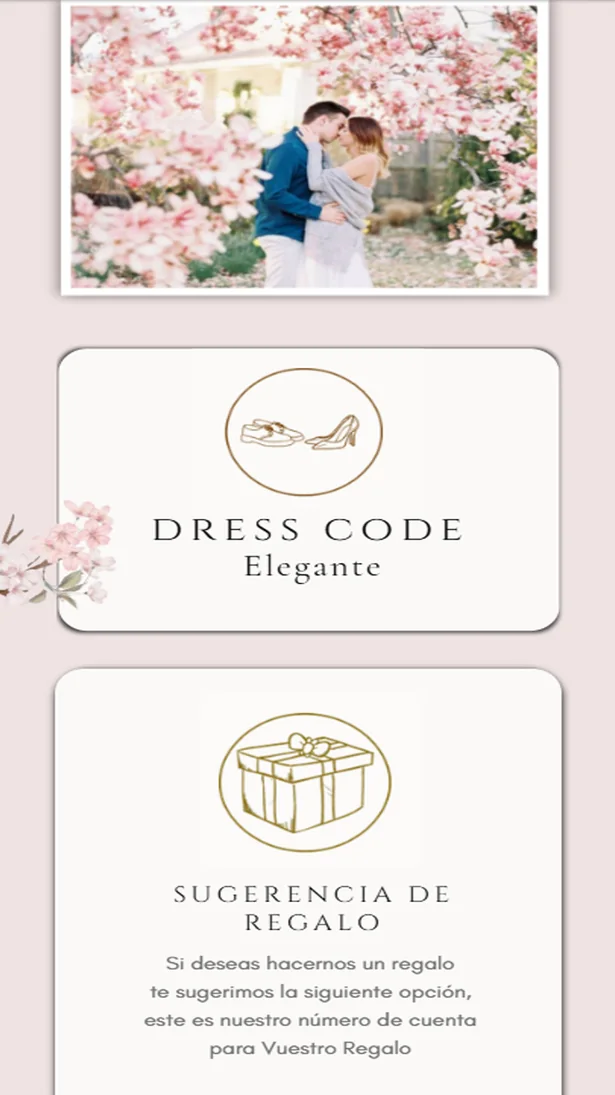 DRESS CODE
Elegante
SUGERENCIA DE
REGALO
Si deseas hacernos un regalo
te sugerimos la siguiente opción,
este es nuestro número de cuenta
para Vuestro Regalo